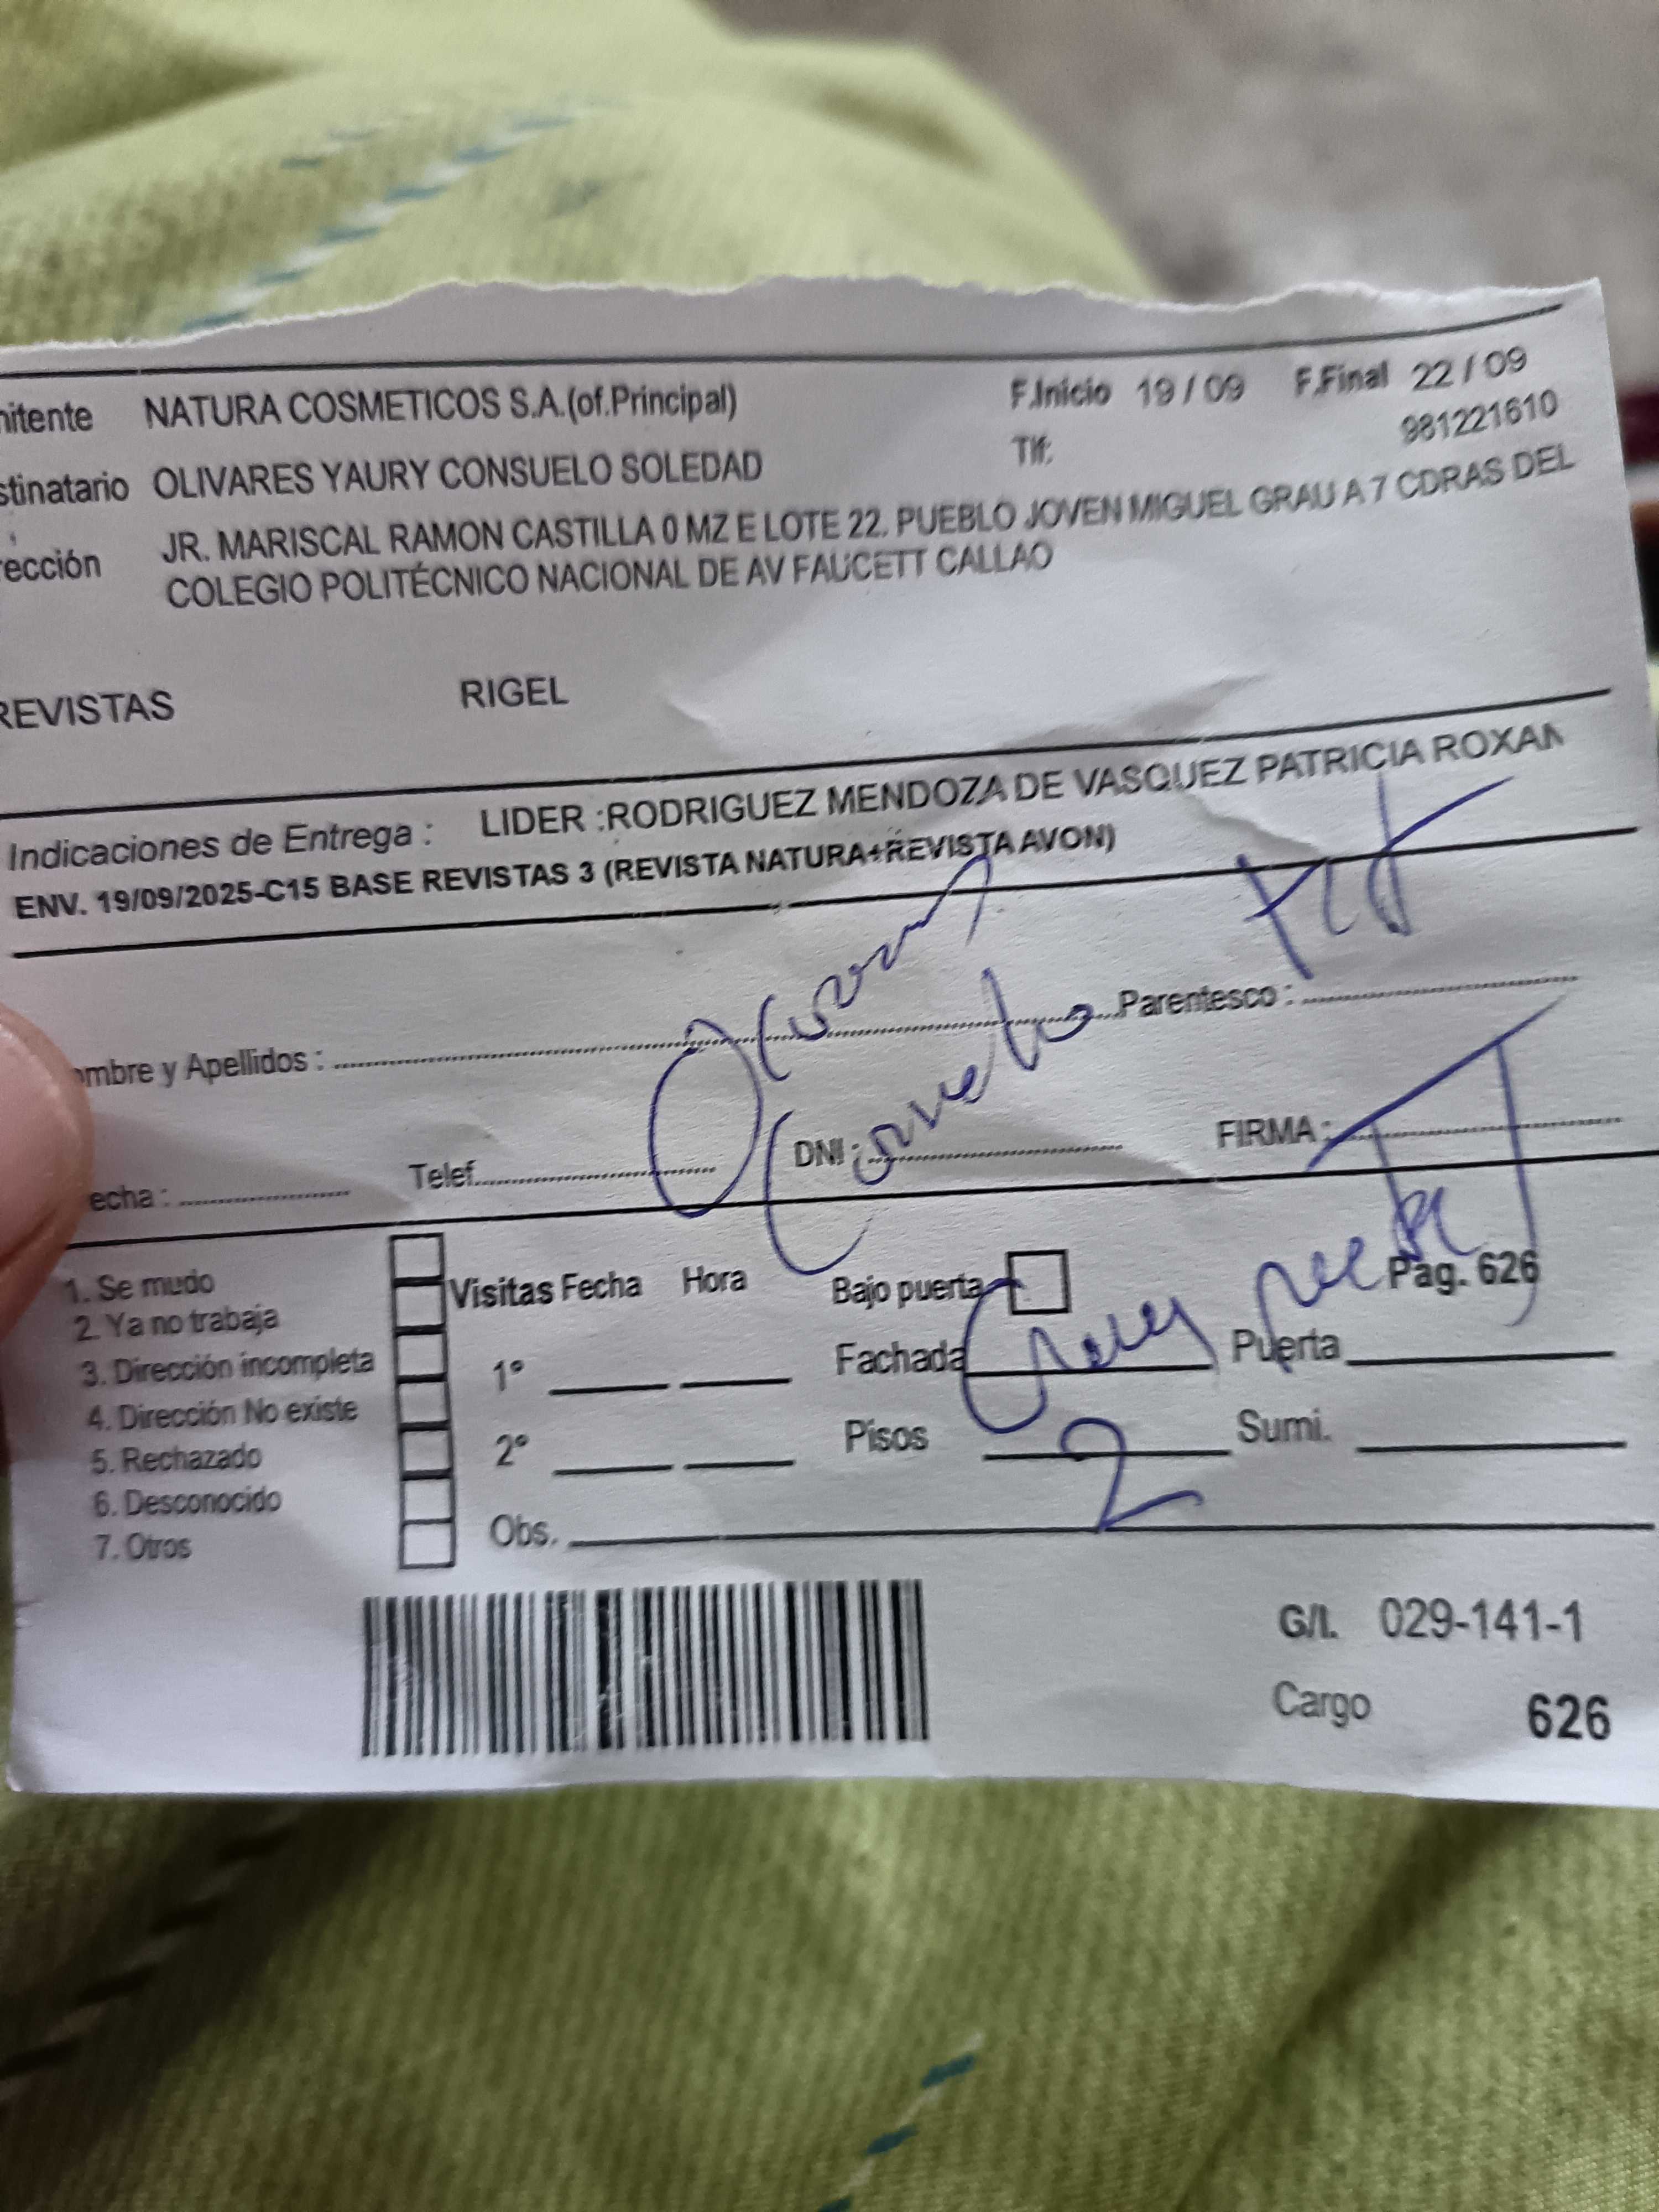 mitente NATURA COSMETICOS S.A.(of.Principal) F.Inicio 19 / 09 F.Final 22 / 09
stinatario OLIVARES YAURY CONSUELO SOLEDAD Tlf: 981221610
rección JR. MARISCAL RAMON CASTILLA 0 MZ E LOTE 22. PUEBLO JOVEN MIGUEL GRAU A 7 CDRAS DEL
COLEGIO POLITÉCNICO NACIONAL DE AV FAUCETT CALLAO
REVISTAS RIGEL
Indicaciones de Entrega : LIDER :RODRIGUEZ MENDOZA DE VASQUEZ PATRICIA ROXAN
ENV. 19/09/2025-C15 BASE REVISTAS 3 (REVISTA NATURA+REVISTA AVON)
ombre y Apellidos : Parentesco :
Consuelo
echa : Telef. DNI : FIRMA :
1. Se mudo
2. Ya no trabaja
3. Dirección incompleta
4. Dirección No existe
5. Rechazado
6. Desconocido
7. Otros
Visitas Fecha Hora Bajo puerta Pág. 626
1° Fachada Puerta
2° Pisos 2 Sumi.
Obs.
G/I. 029-141-1
Cargo 626